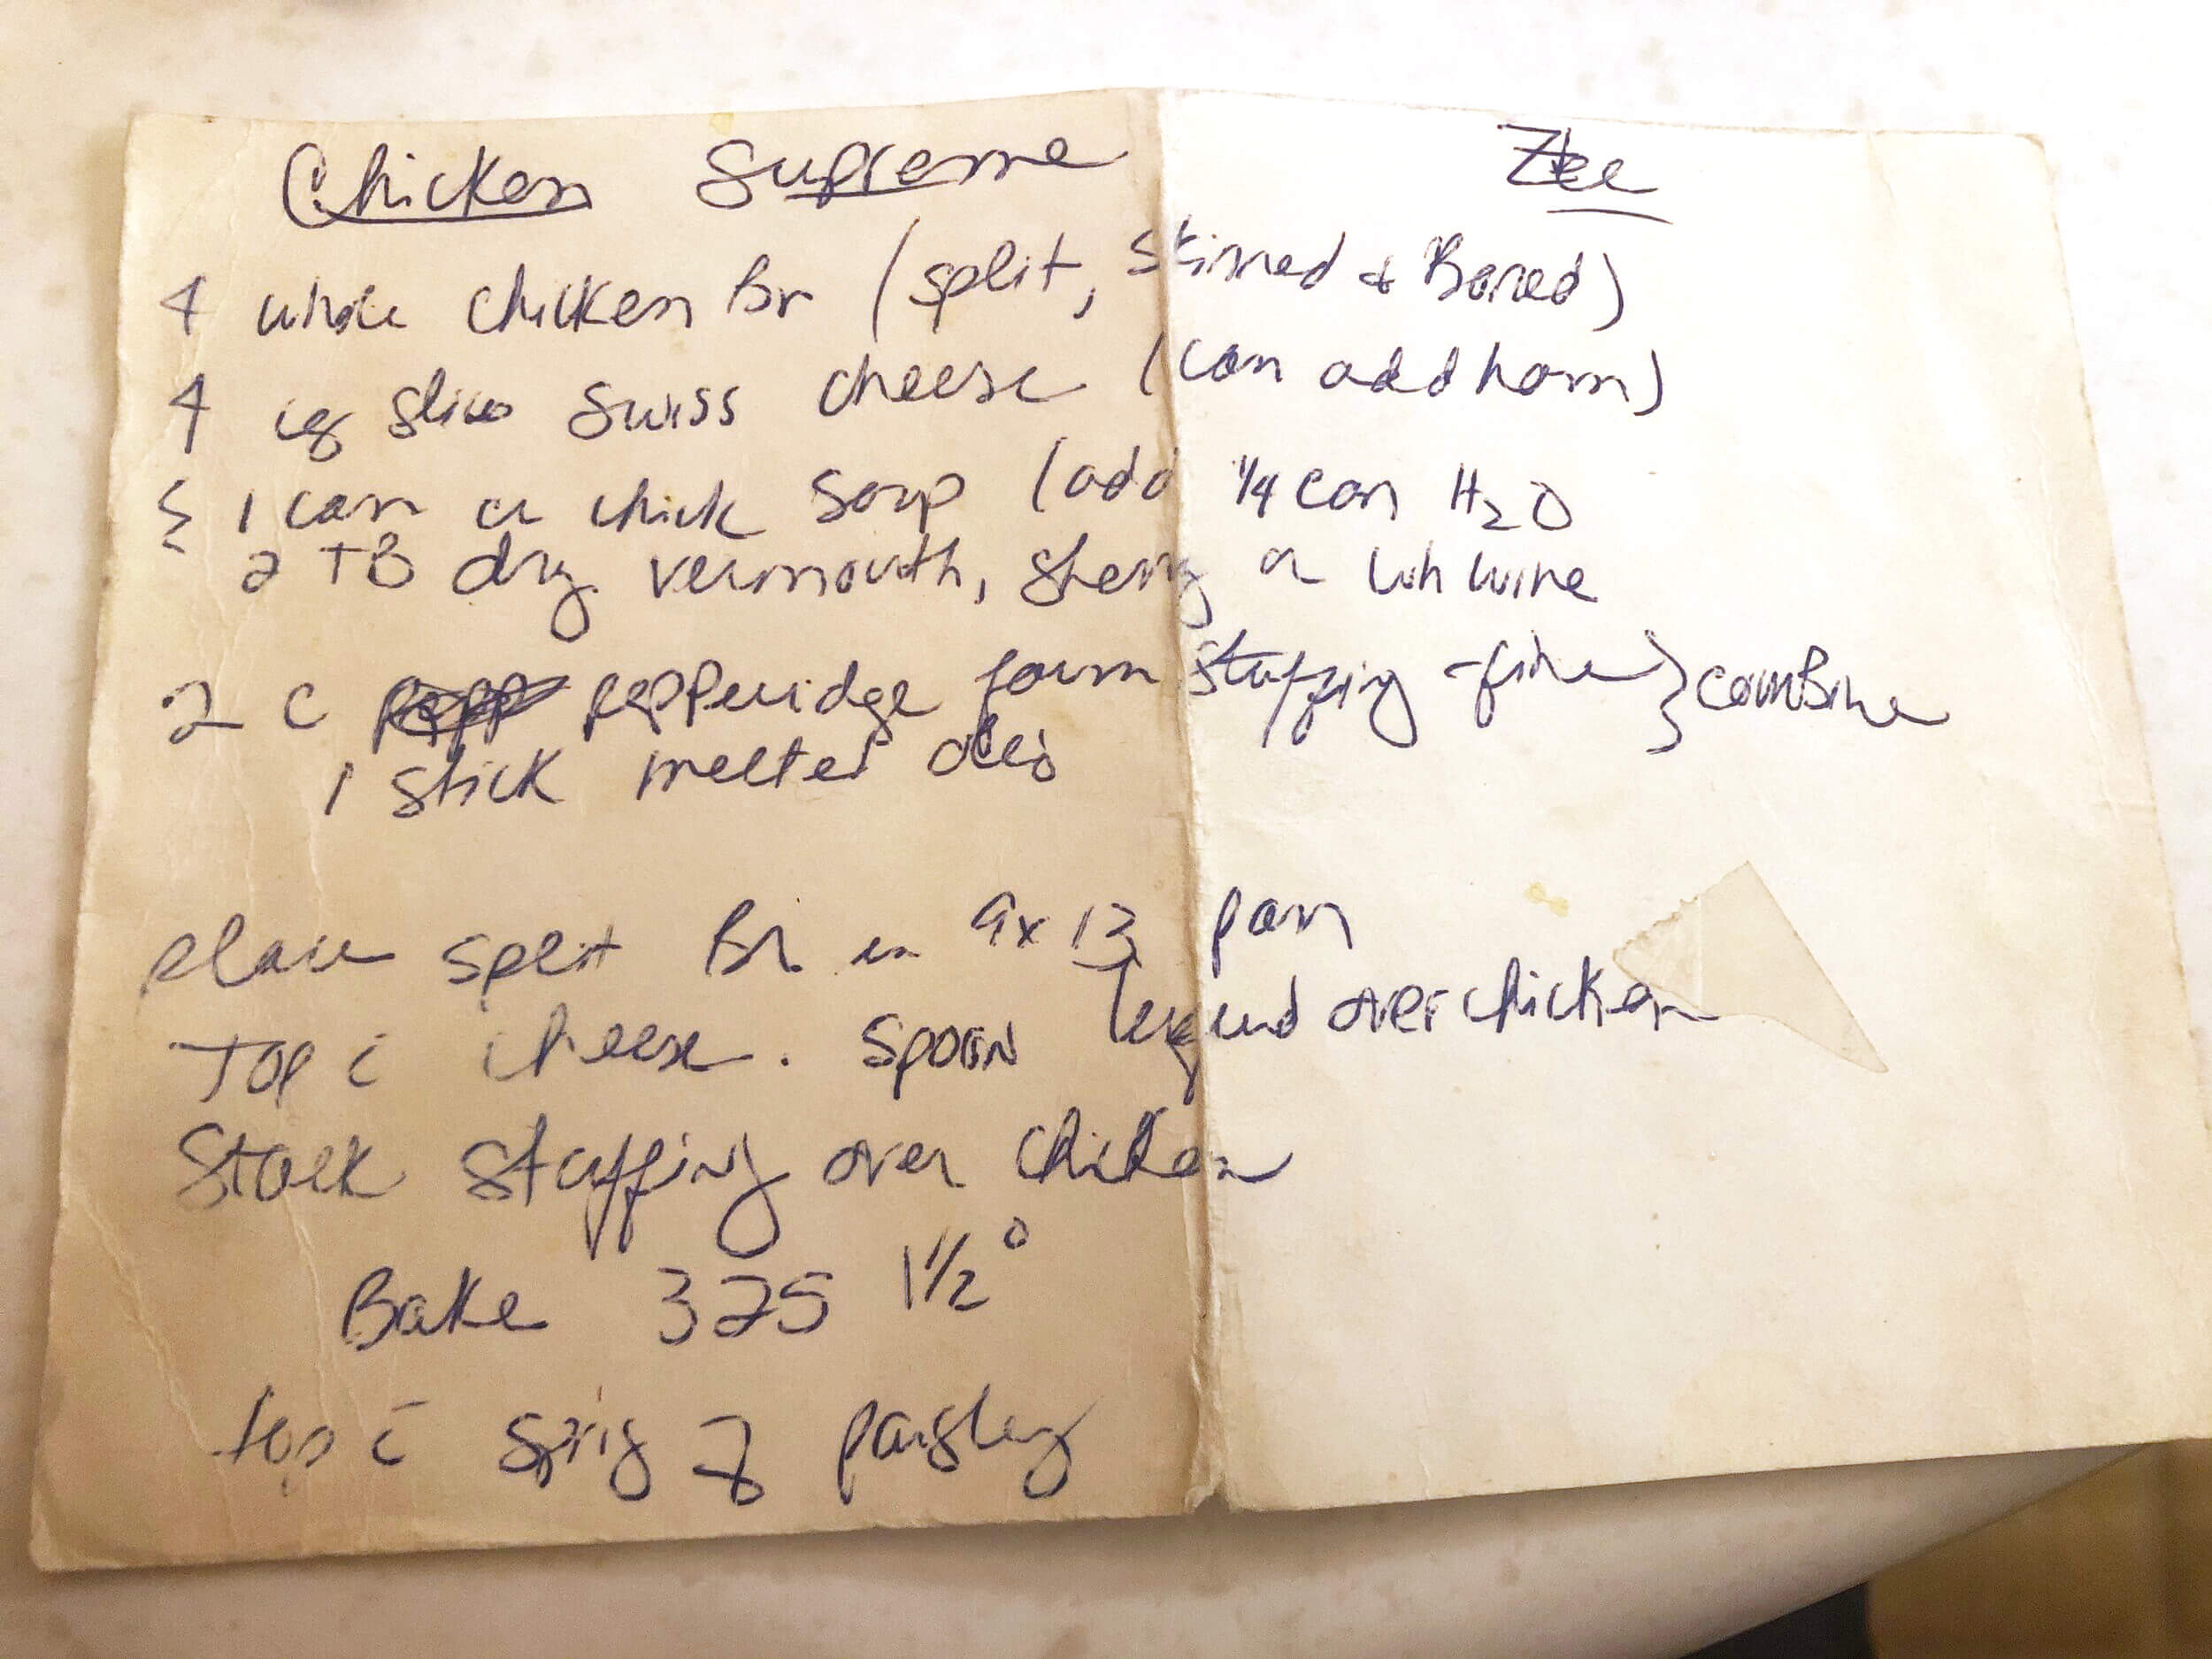 Chicken Supreme Zee
4 whole chicken Br (split, skinned & Boned)
4 lg slices Swiss cheese (can add ham)
1 can cr chick soup (add 1/4 can H2O
2 TB dry vermouth, sherry or wh wine
2 c pepperidge farm stuffing - fine } comBine
1 stick melted oleo
place split Br. in 9x13 pan
Top c̄ cheese. Spoon liquid over chicken
Stack stuffing over chicken
Bake 325 1 1/2°
top c̄ sprig of parsley